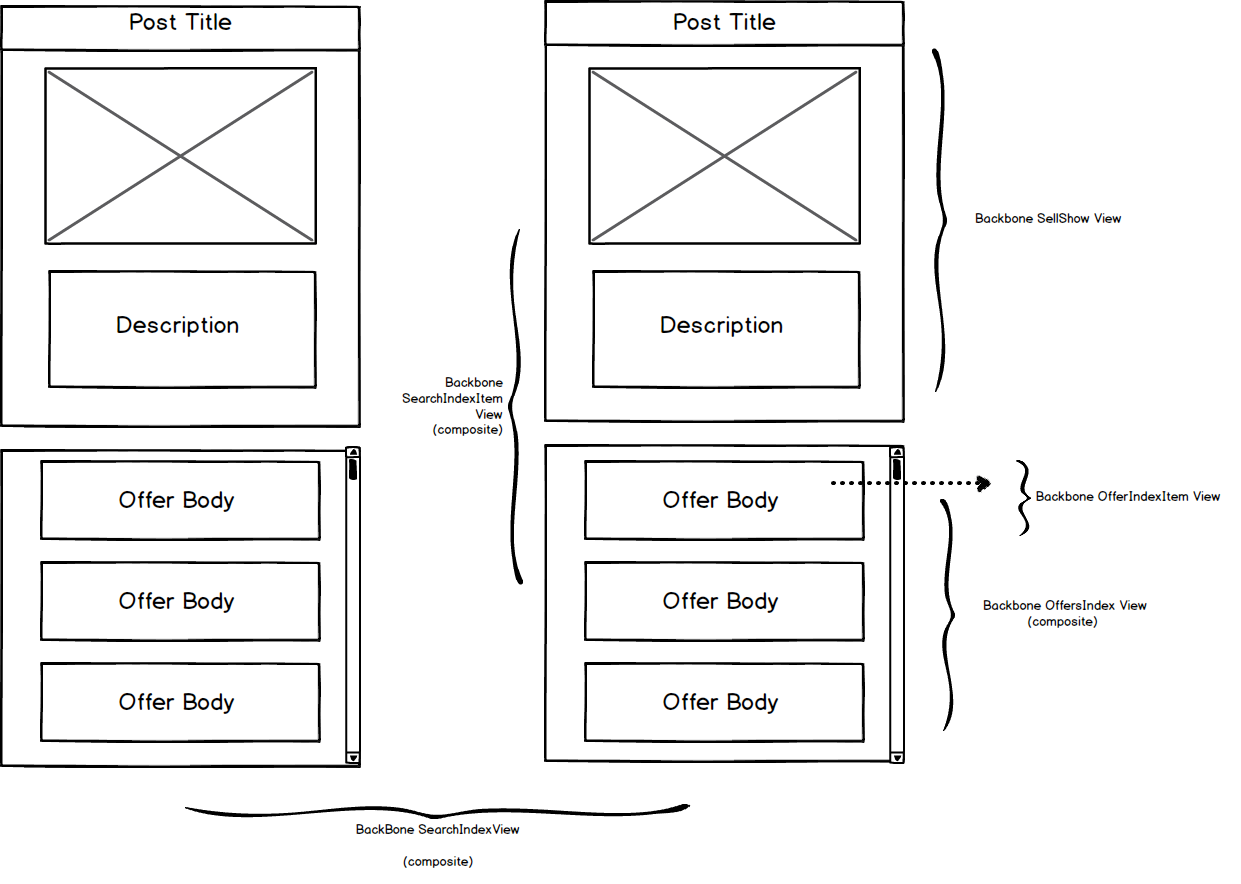 Post Title
Description
Offer Body
Offer Body
Offer Body
Backbone
SearchIndexItem
View
(composite)
Post Title
Description
Offer Body
Offer Body
Offer Body
Backbone SellShow View
Backbone OfferIndexItem View
Backbone OffersIndex View
(composite)
BackBone SearchIndexView
(composite)